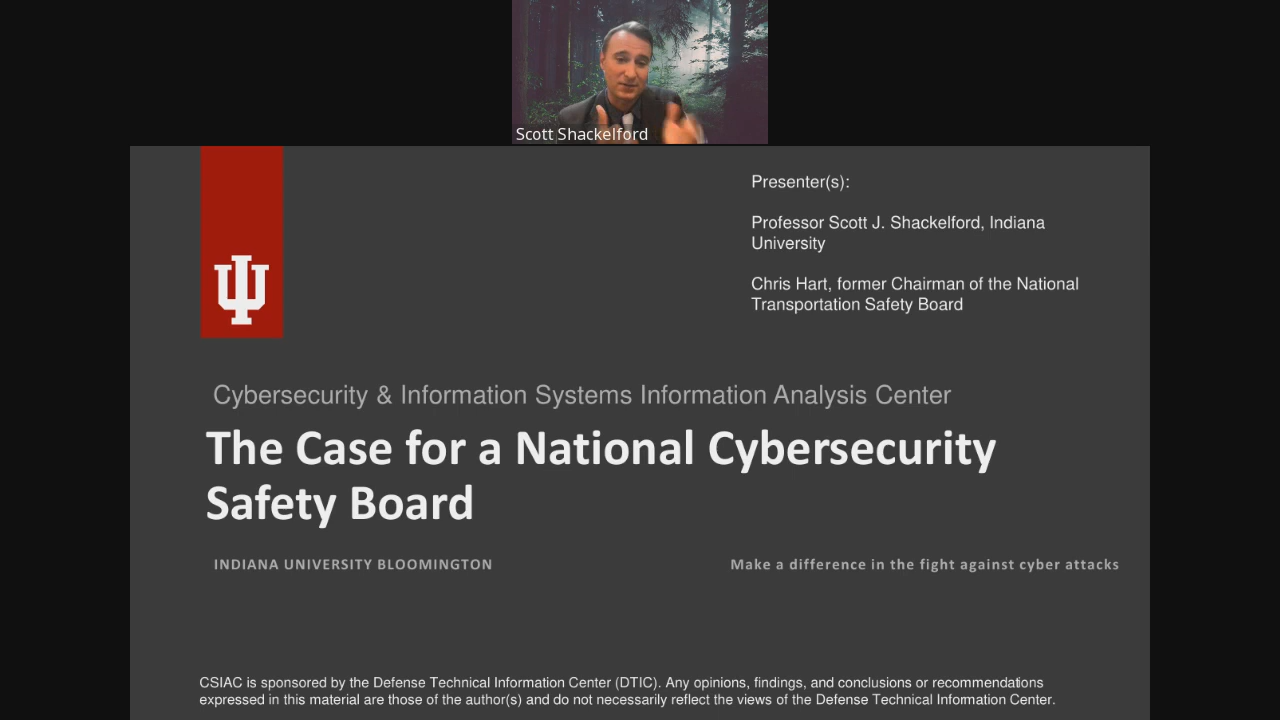 Scott Shackelford
Presenter(s):
Professor Scott J. Shackelford, Indiana
University
Chris Hart, former Chairman of the National
Transportation Safety Board
Cybersecurity & Information Systems Information Analysis Center
The Case for a National Cybersecurity
Safety Board
INDIANA UNIVERSITY BLOOMINGTON
Make a difference in the fight against cyber attacks
CSIAC is sponsored by the Defense Technical Information Center (DTIC). Any opinions, findings, and conclusions or recommendations
expressed in this material are those of the author(s) and do not necessarily reflect the views of the Defense Technical Information Center.